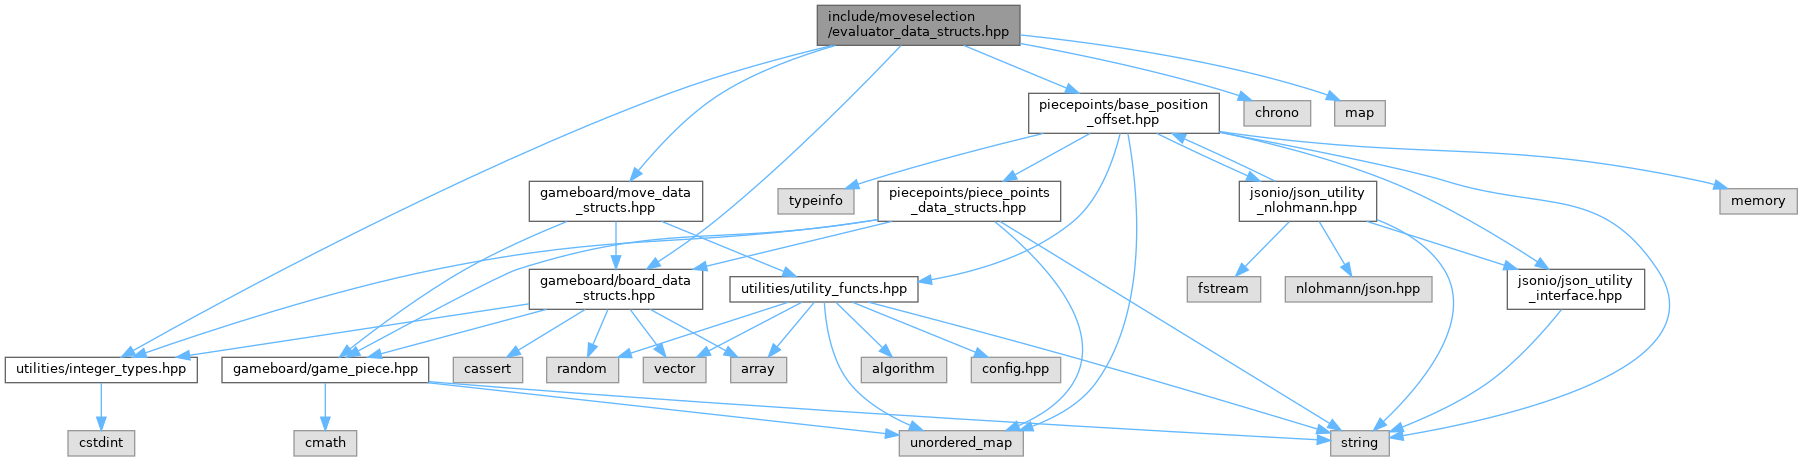 include/moveselection
/evaluator_data_structs.hpp
piecepoints/base_position
_offset.hpp
chrono
map
gameboard/move_data
_structs.hpp
typeinfo
piecepoints/piece_points
_data_structs.hpp
jsonio/json_utility
_nlohmann.hpp
memory
gameboard/board_data
_structs.hpp
utilities/utility_functs.hpp
fstream
nlohmann/json.hpp
jsonio/json_utility
_interface.hpp
utilities/integer_types.hpp
gameboard/game_piece.hpp
cassert
random
vector
array
algorithm
config.hpp
cstdint
cmath
unordered_map
string